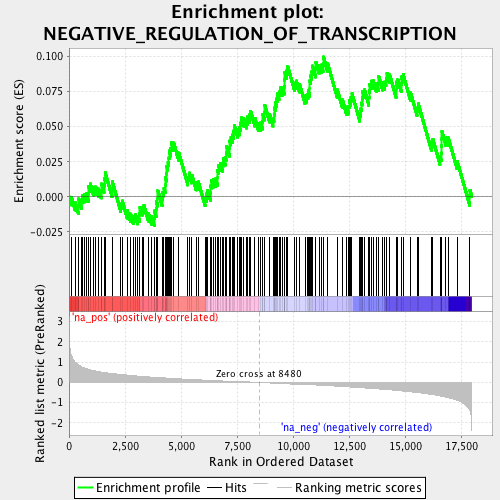 Enrichment plot:
NEGATIVE_REGULATION_OF_TRANSCRIPTION
Enrichment score (ES)
0.100
0.075
0.050
0.025
0.000
-0.025
'na_pos' (positively correlated)
Ranked list metric (PreRanked)
3
2
1
0
-1
-2
Zero cross at 8480
'na_neg' (negatively correlated)
0
2,500
5,000
7,500
10,000
12,500
15,000
17,500
Rank in Ordered Dataset
Enrichment profile
Hits
Ranking metric scores